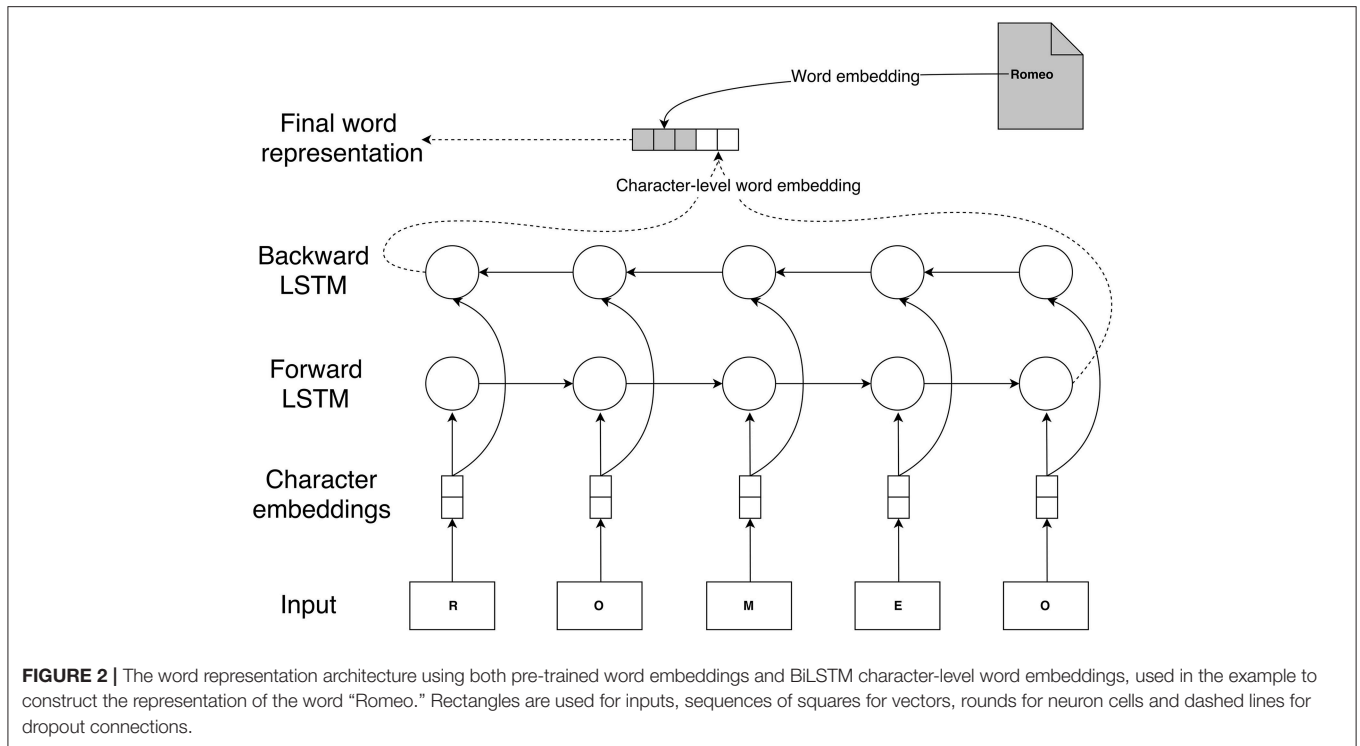 Romeo
Word embedding
Final word
representation
Character-level word embedding
Backward
LSTM
Forward
LSTM
Character
embeddings
Input
R
O
M
E
O
FIGURE 2 | The word representation architecture using both pre-trained word embeddings and BiLSTM character-level word embeddings, used in the example to
construct the representation of the word “Romeo.” Rectangles are used for inputs, sequences of squares for vectors, rounds for neuron cells and dashed lines for
dropout connections.